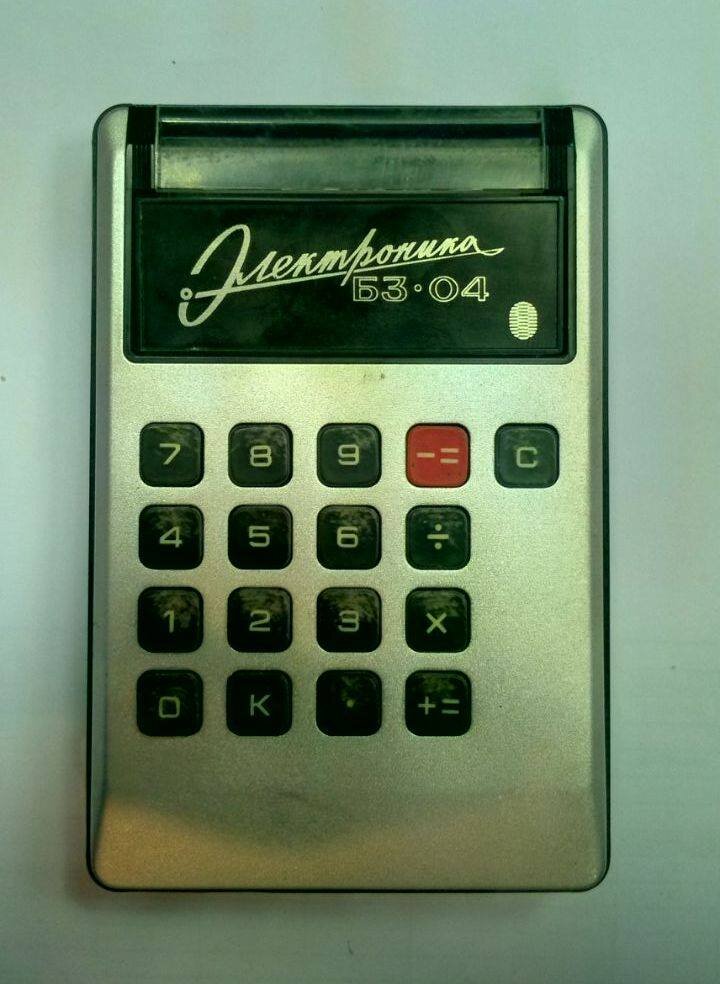 Электроника
Б3·04
7 8 9 -= C
4 5 6 ÷
1 2 3 x
0 K · +=